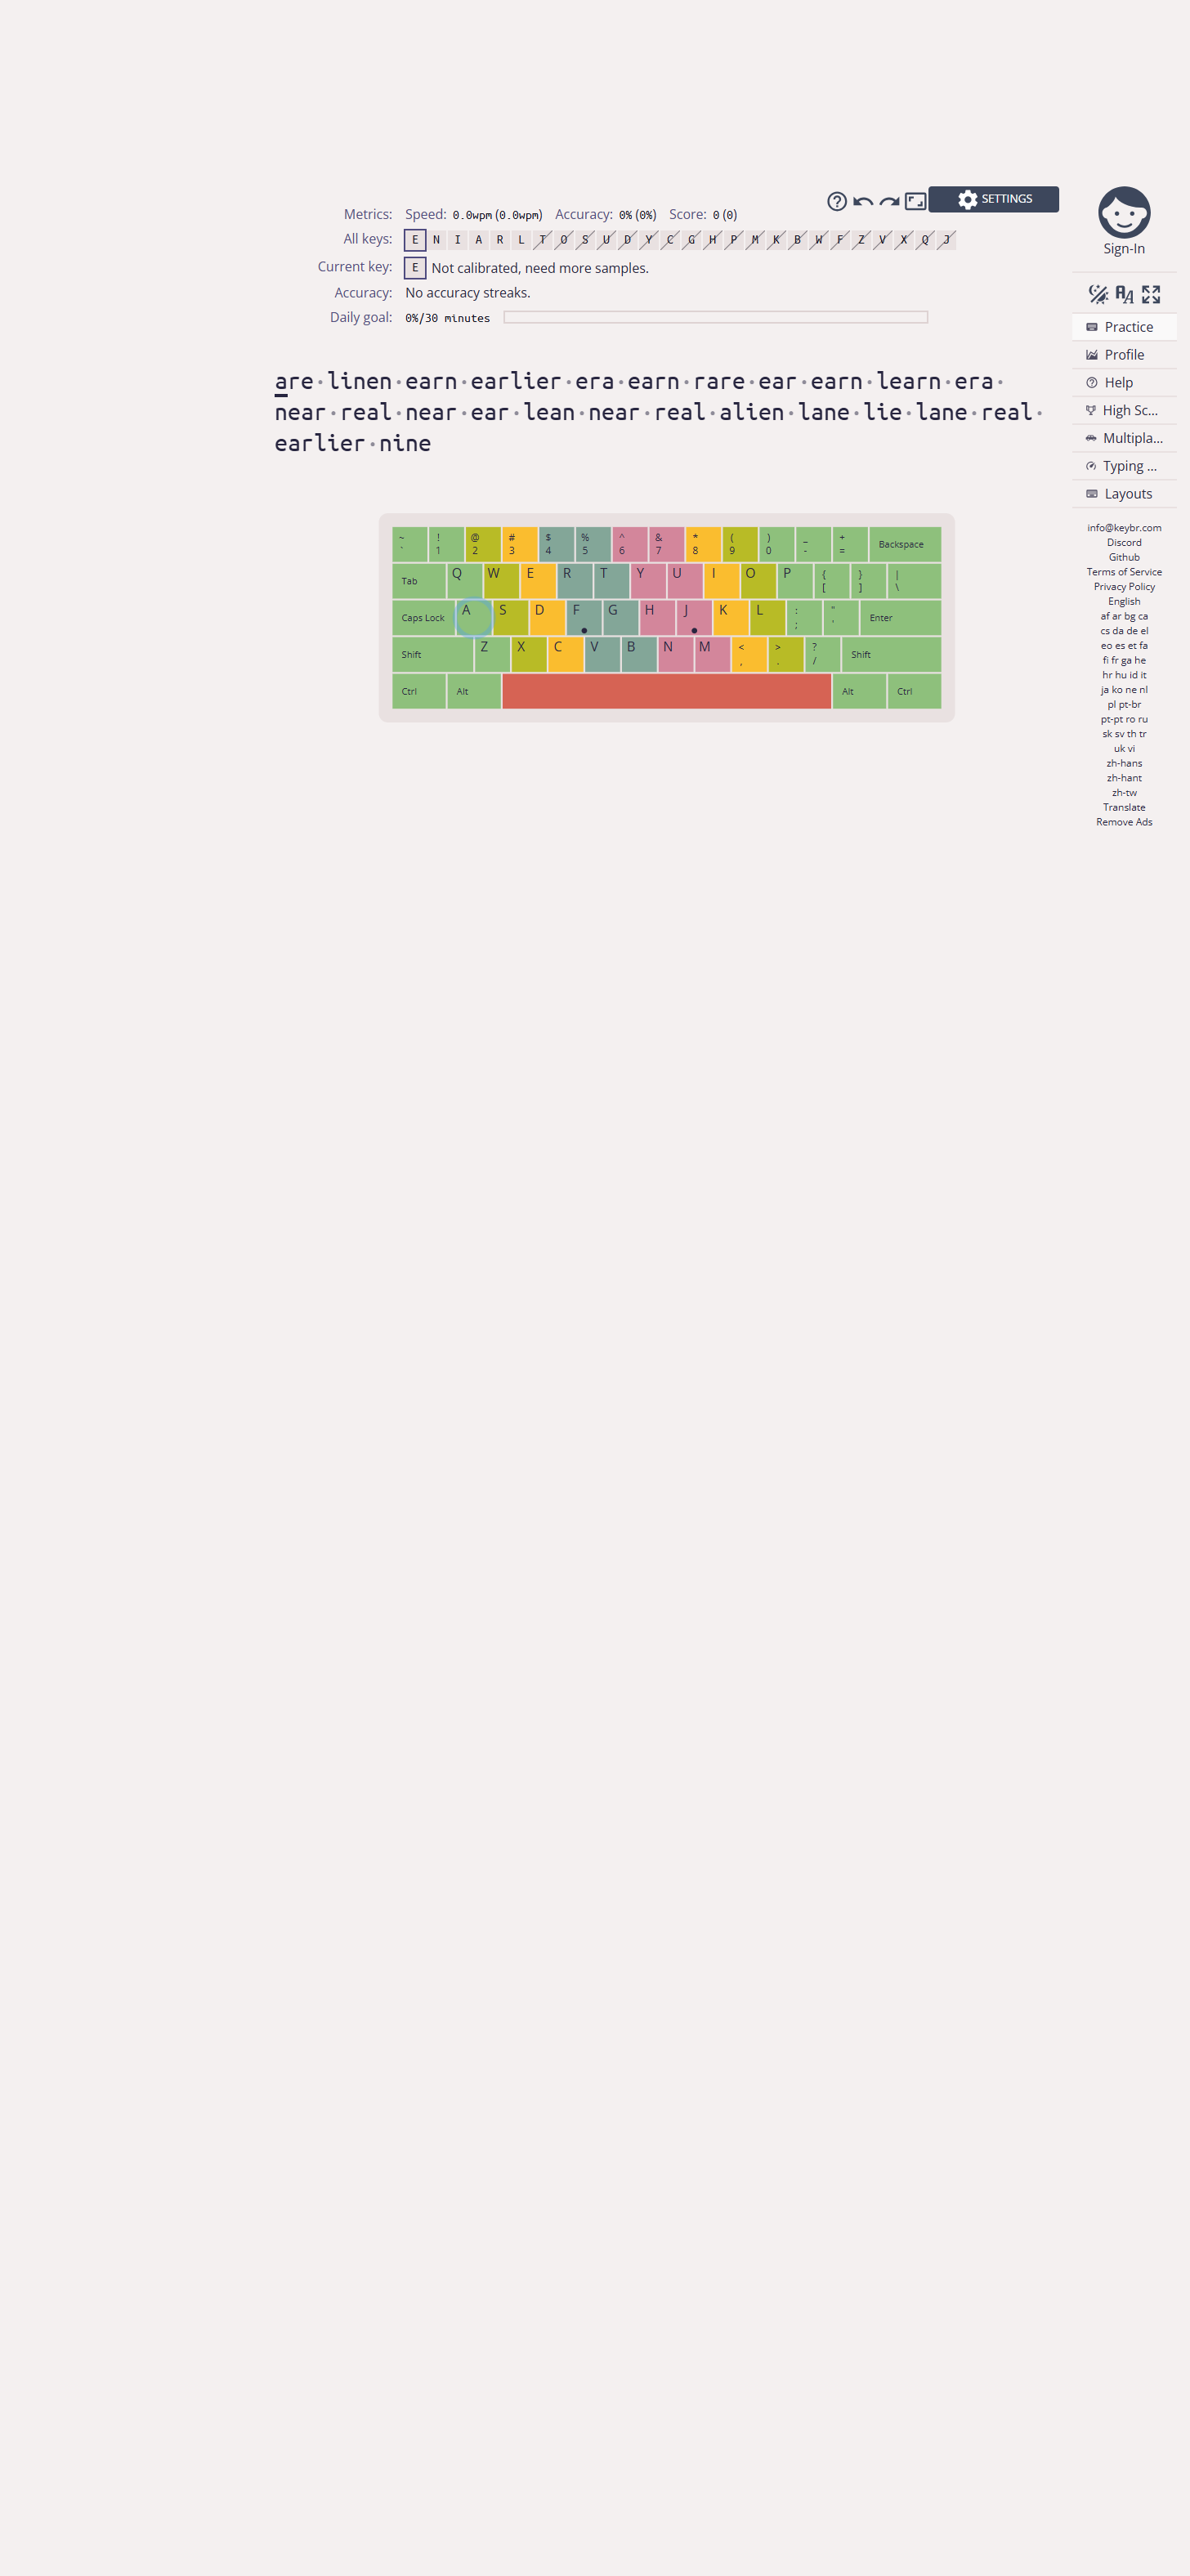 SETTINGS
Metrics: Speed: 0.0wpm (0.0wpm) Accuracy: 0% (0%) Score: 0 (0)
All keys: E N I A R L T O S U D Y C G H P M K B W F Z V X Q J
Current key: E Not calibrated, need more samples.
Accuracy: No accuracy streaks.
Daily goal: 0%/30 minutes
are·linen·earn·earlier·era·earn·rare·ear·earn·learn·era·
near·real·near·ear·lean·near·real·alien·lane·lie·lane·real·
earlier·nine
~ ! @ # $ % ^ & * ( ) _ +
` 1 2 3 4 5 6 7 8 9 0 - = Backspace
Tab Q W E R T Y U I O P { [ } ] | \
Caps Lock A S D F G H J K L : ; " ' Enter
Shift Z X C V B N M < , > . ? / Shift
Ctrl Alt Alt Ctrl
Sign-In
Practice
Profile
Help
High Sc...
Multipla...
Typing ...
Layouts
info@keybr.com
Discord
Github
Terms of Service
Privacy Policy
English
af ar bg ca
cs da de el
eo es et fa
fi fr ga he
hr hu id it
ja ko ne nl
pl pt-br
pt-pt ro ru
sk sv th tr
uk vi
zh-hans
zh-hant
zh-tw
Translate
Remove Ads